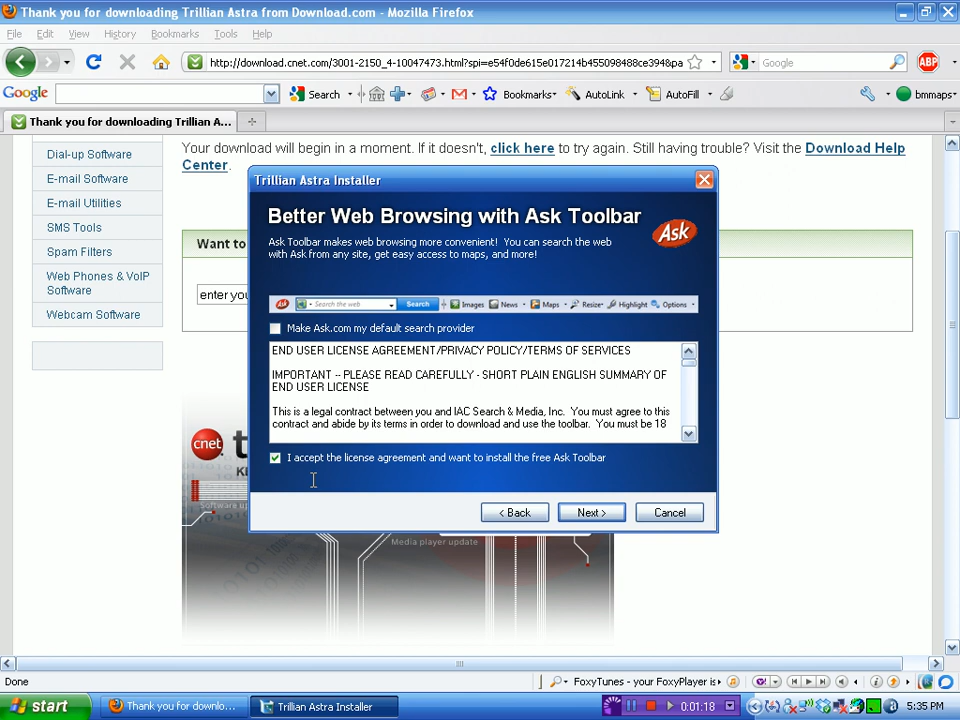 Thank you for downloading Trillian Astra from Download.com - Mozilla Firefox
File Edit View History Bookmarks Tools Help
http://download.cnet.com/3001-2150_4-10047473.html?spi=e54f0de615e017214b455098488ce394&pa
Google
ABP
Google
Search
Bookmarks
AutoLink
AutoFill
bmmaps
Thank you for downloading Trillian A...
Dial-up Software
E-mail Software
E-mail Utilities
SMS Tools
Spam Filters
Web Phones & VoIP
Software
Webcam Software
Your download will begin in a moment. If it doesn't, click here to try again. Still having trouble? Visit the Download Help
Center.
Want to
enter you
Trillian Astra Installer
Better Web Browsing with Ask Toolbar
Ask Toolbar makes web browsing more convenient! You can search the web
with Ask from any site, get easy access to maps, and more!
Ask
Ask
Search the web
Search
Images
News
Maps
Resize
Highlight
Options
Make Ask.com my default search provider
END USER LICENSE AGREEMENT/PRIVACY POLICY/TERMS OF SERVICES
IMPORTANT -- PLEASE READ CAREFULLY - SHORT PLAIN ENGLISH SUMMARY OF
END USER LICENSE
This is a legal contract between you and IAC Search & Media, Inc. You must agree to this
contract and abide by its terms in order to download and use the toolbar. You must be 18
I accept the license agreement and want to install the free Ask Toolbar
< Back
Next >
Cancel
cnet
Software up
Media player update
Done
FoxyTunes - your FoxyPlayer is
start
Thank you for downlo...
Trillian Astra Installer
0:01:18
5:35 PM